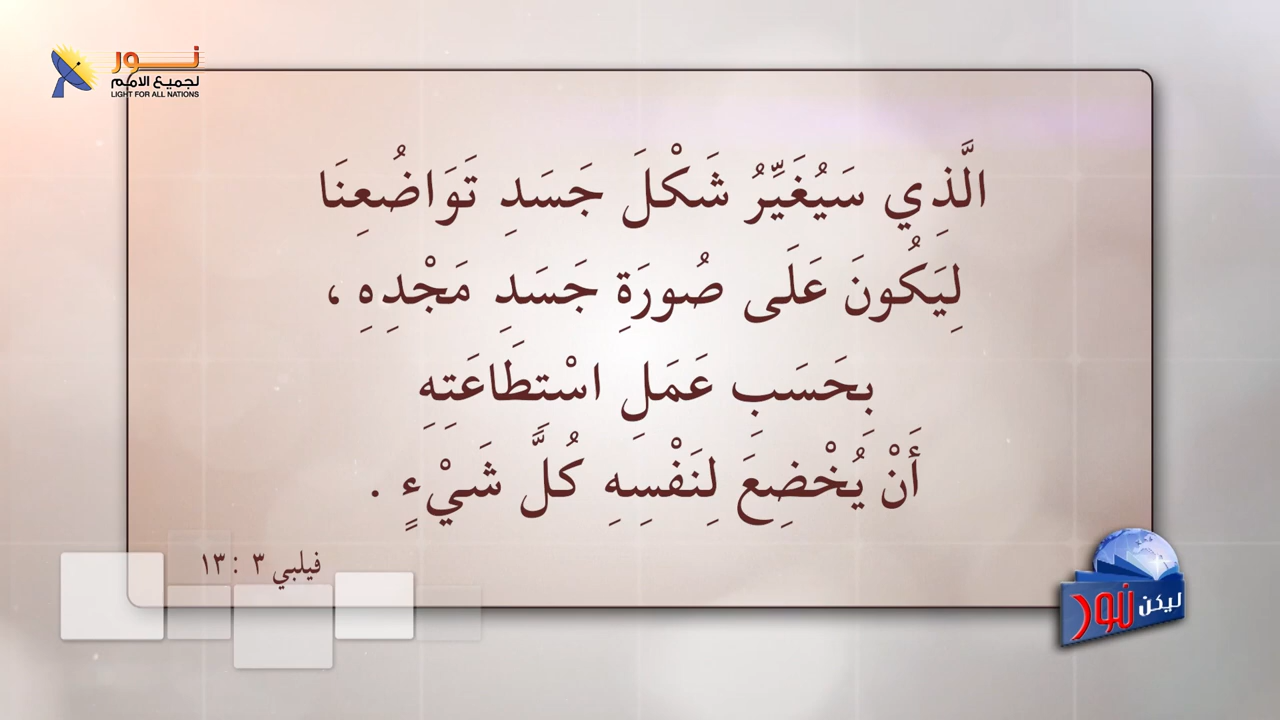 نور
لجميع الامم
LIGHT FOR ALL NATIONS
الَّذِي سَيُغَيِّرُ شَكْلَ جَسَدِ تَوَاضُعِنَا
لِيَكُونَ عَلَى صُورَةِ جَسَدِ مَجْدِهِ ،
بِحَسَبِ عَمَلِ اسْتِطَاعَتِهِ
أَنْ يُخْضِعَ لِنَفْسِهِ كُلَّ شَيْءٍ .
فيلبي ٣ : ١٣
ليكن نور